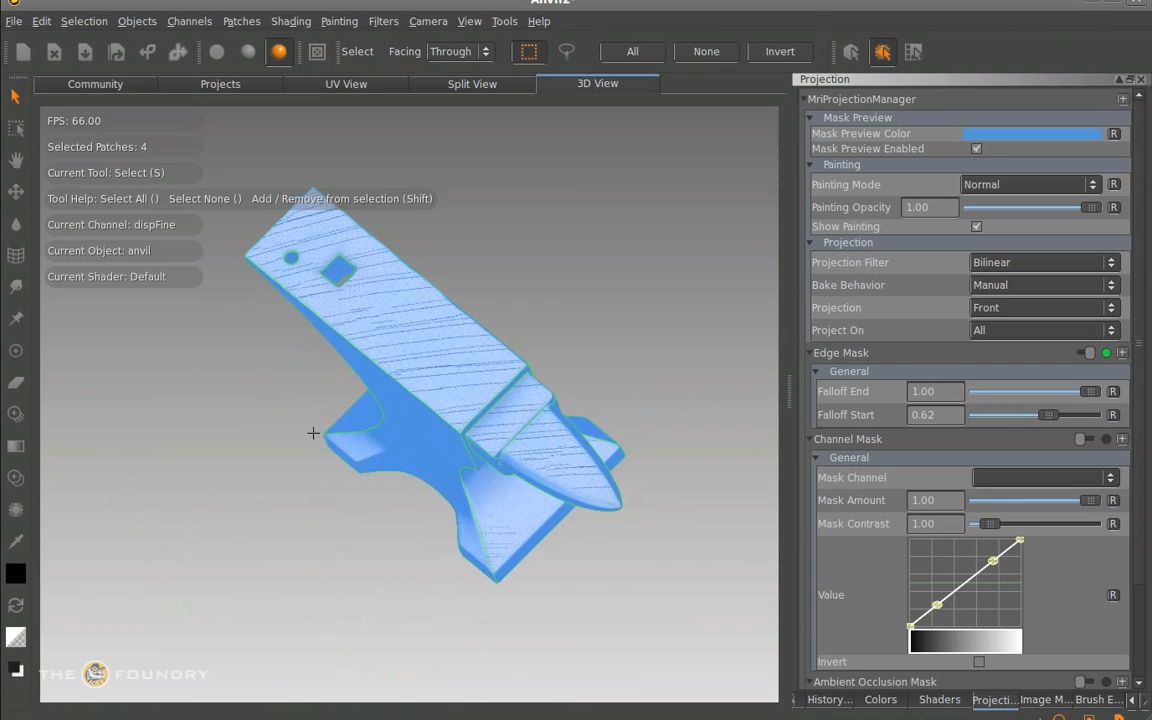 Anvil2*
File Edit Selection Objects Channels Patches Shading Painting Filters Camera View Tools Help
Select Facing Through All None Invert
Community Projects UV View Split View 3D View
FPS: 66.00
Selected Patches: 4
Current Tool: Select (S)
Tool Help: Select All () Select None () Add / Remove from selection (Shift)
Current Channel: dispFine
Current Object: anvil
Current Shader: Default
THE FOUNDRY
Projection
MriProjectionManager
Mask Preview
Mask Preview Color R
Mask Preview Enabled
Painting
Painting Mode Normal R
Painting Opacity 1.00 R
Show Painting
Projection
Projection Filter Bilinear
Bake Behavior Manual
Projection Front
Project On All
Edge Mask
General
Falloff End 1.00 R
Falloff Start 0.62 R
Channel Mask
General
Mask Channel
Mask Amount 1.00 R
Mask Contrast 1.00 R
Value R
Invert
Ambient Occlusion Mask
History... Colors Shaders Projecti... Image M... Brush E...